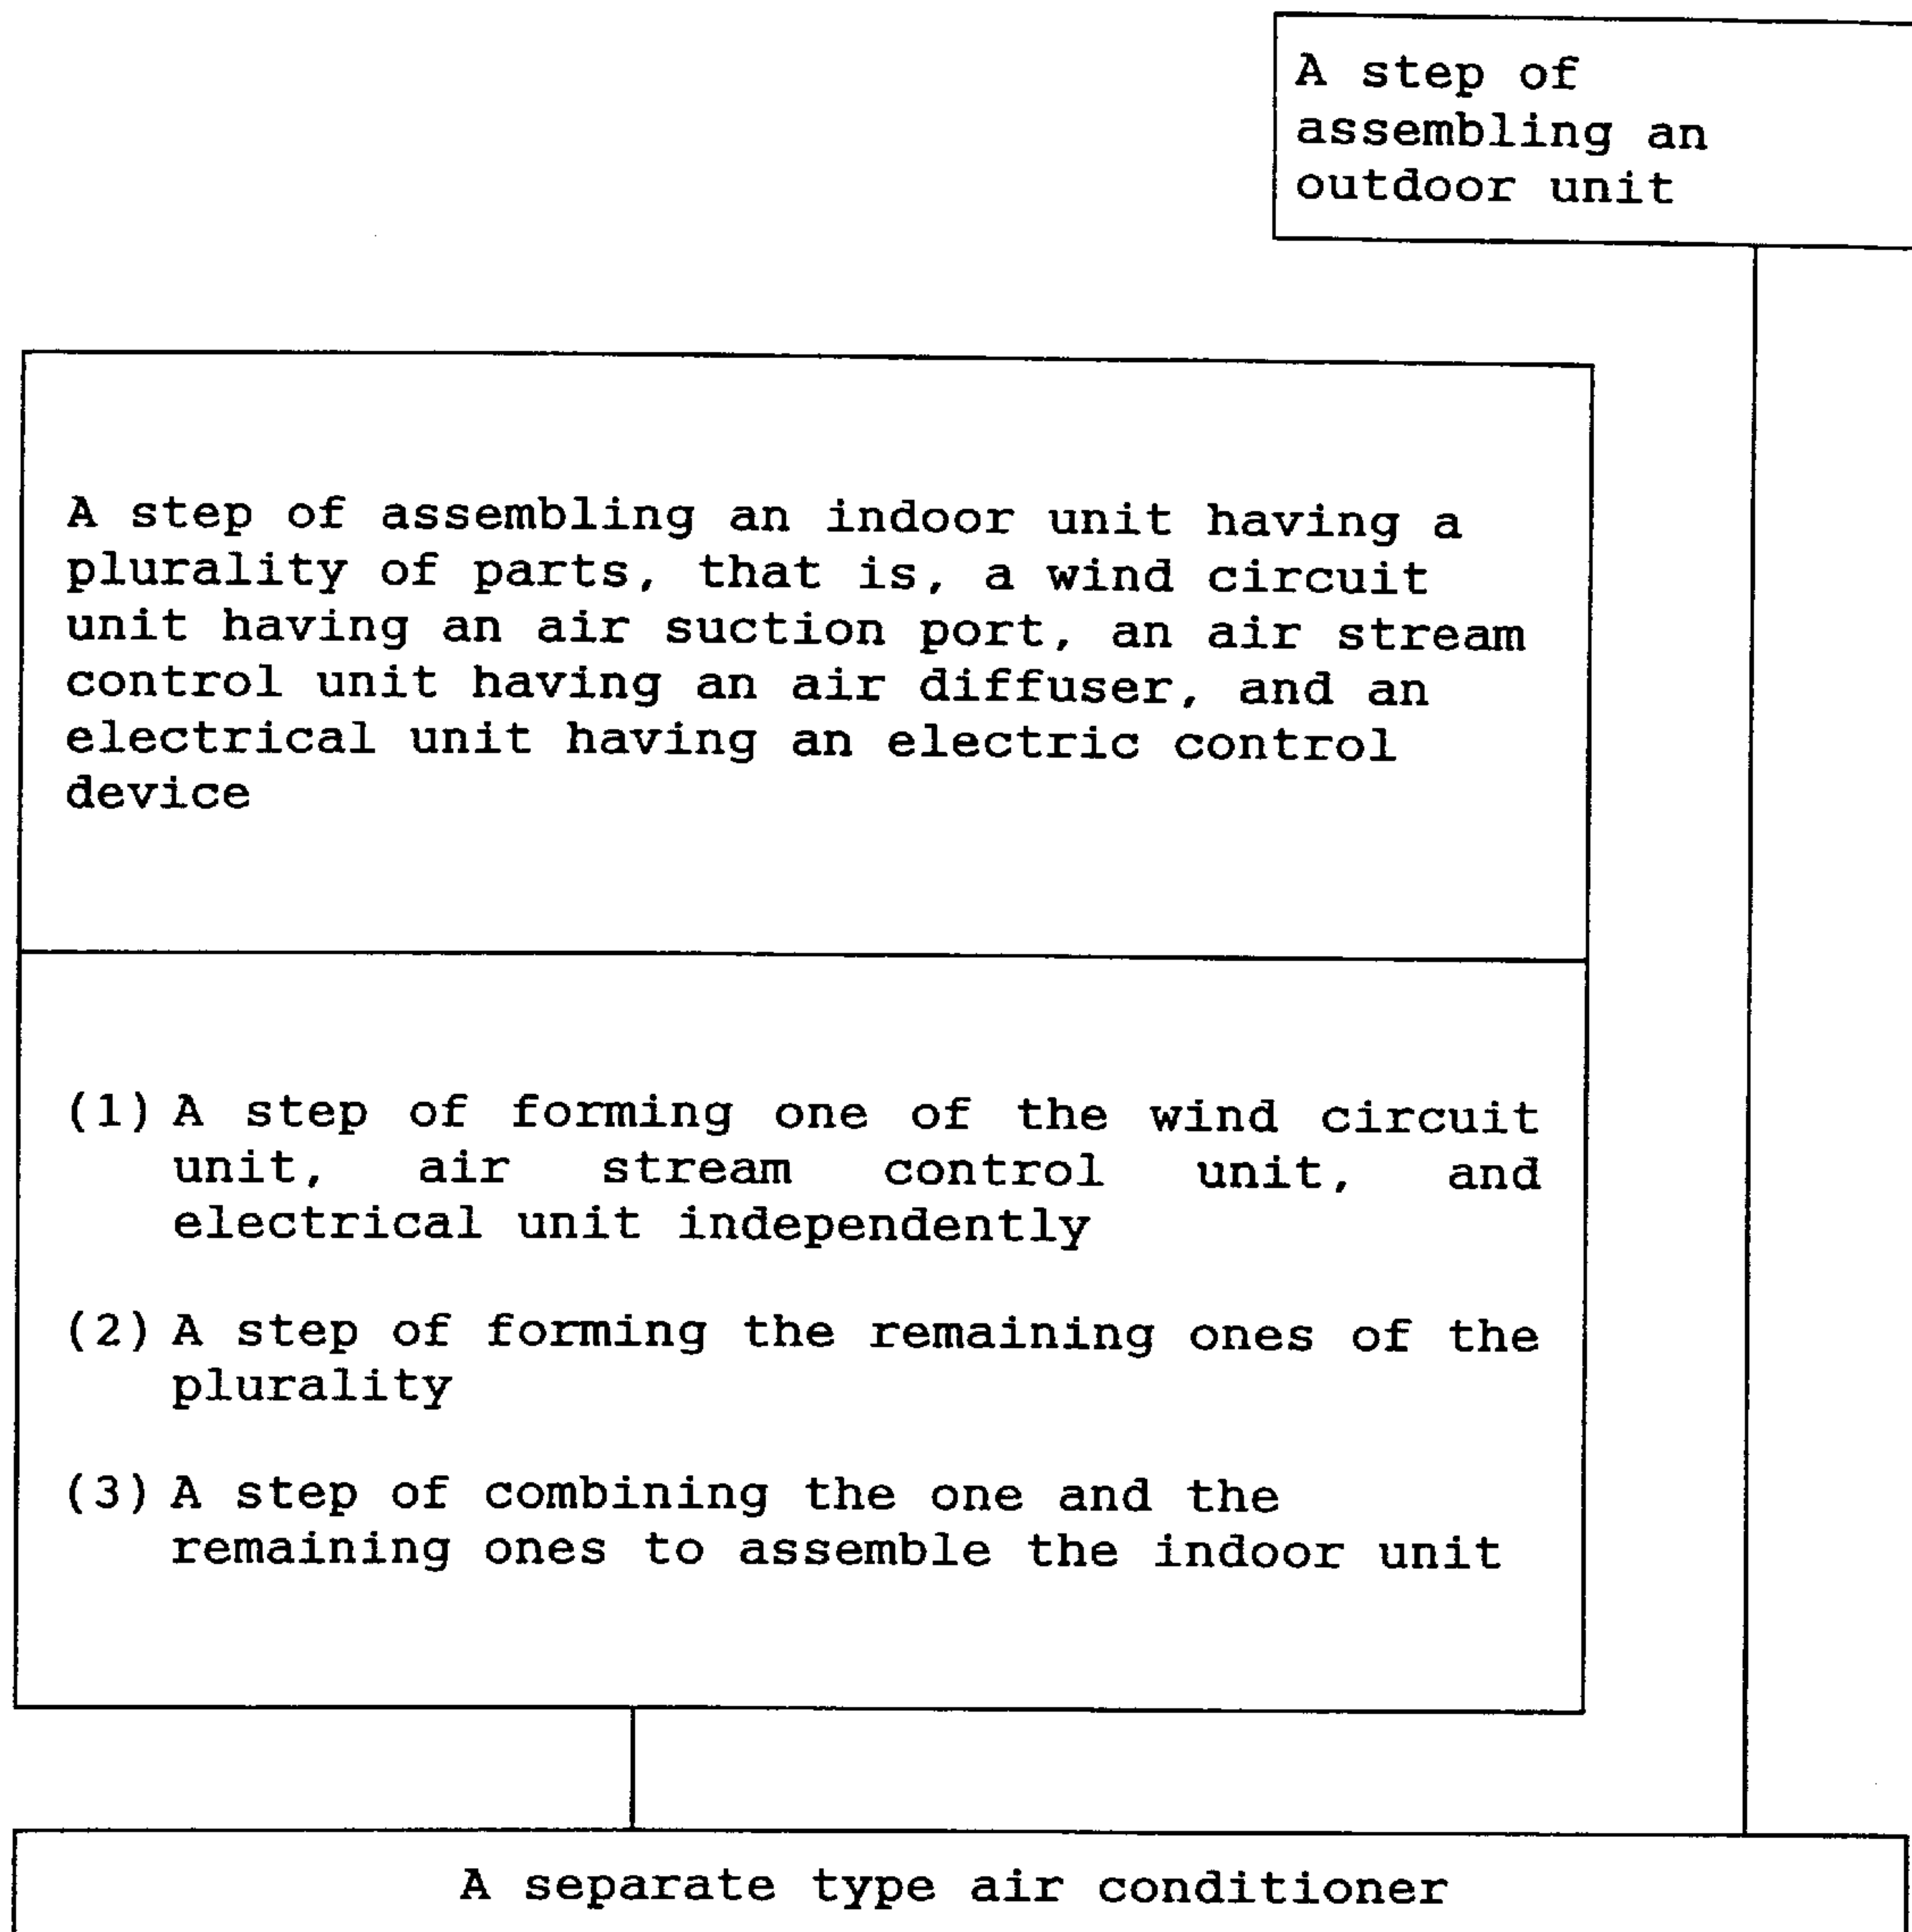 A step of
assembling an
outdoor unit
A step of assembling an indoor unit having a
plurality of parts, that is, a wind circuit
unit having an air suction port, an air stream
control unit having an air diffuser, and an
electrical unit having an electric control
device
(1) A step of forming one of the wind circuit
unit, air stream control unit, and
electrical unit independently
(2) A step of forming the remaining ones of the
plurality
(3) A step of combining the one and the
remaining ones to assemble the indoor unit
A separate type air conditioner